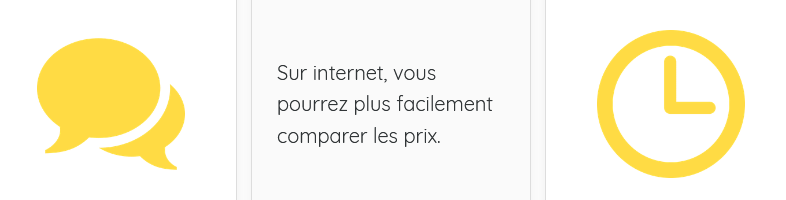 Sur internet, vous
pourrez plus facilement
comparer les prix.